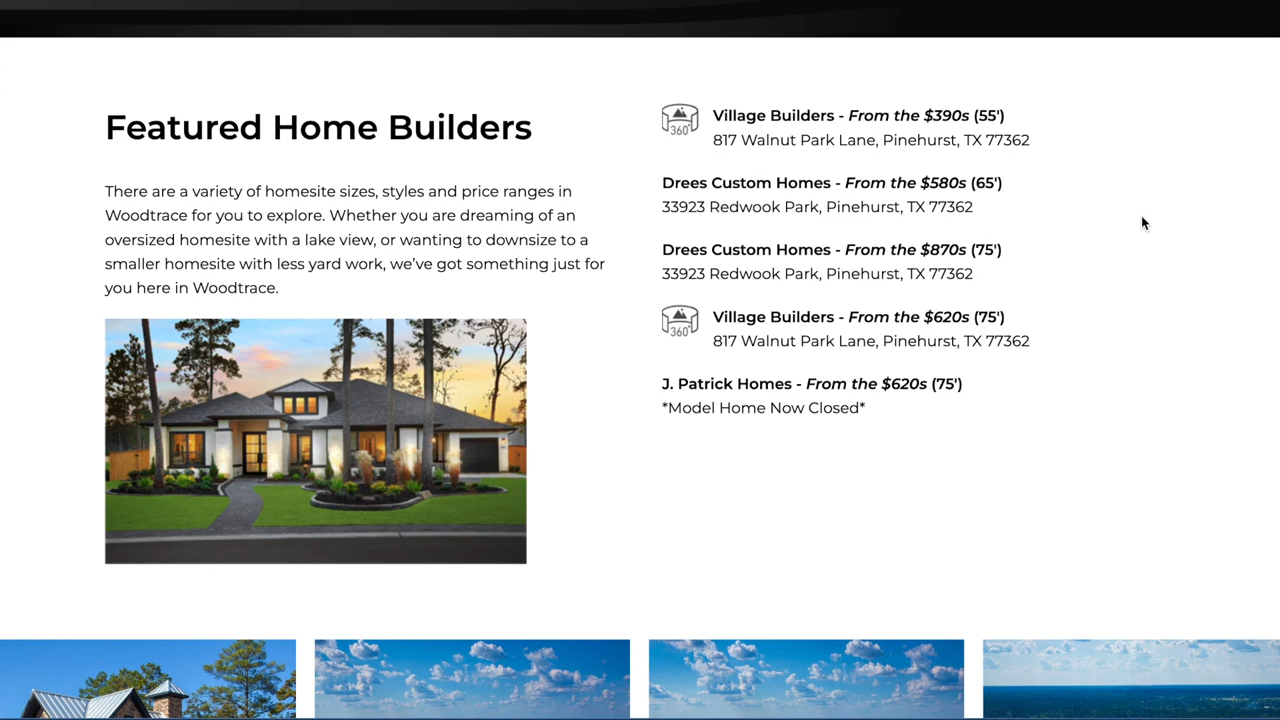 Featured Home Builders
There are a variety of homesite sizes, styles and price ranges in
Woodtrace for you to explore. Whether you are dreaming of an
oversized homesite with a lake view, or wanting to downsize to a
smaller homesite with less yard work, we’ve got something just for
you here in Woodtrace.
360°
Village Builders - From the $390s (55')
817 Walnut Park Lane, Pinehurst, TX 77362
Drees Custom Homes - From the $580s (65')
33923 Redwook Park, Pinehurst, TX 77362
Drees Custom Homes - From the $870s (75')
33923 Redwook Park, Pinehurst, TX 77362
360°
Village Builders - From the $620s (75')
817 Walnut Park Lane, Pinehurst, TX 77362
J. Patrick Homes - From the $620s (75')
*Model Home Now Closed*